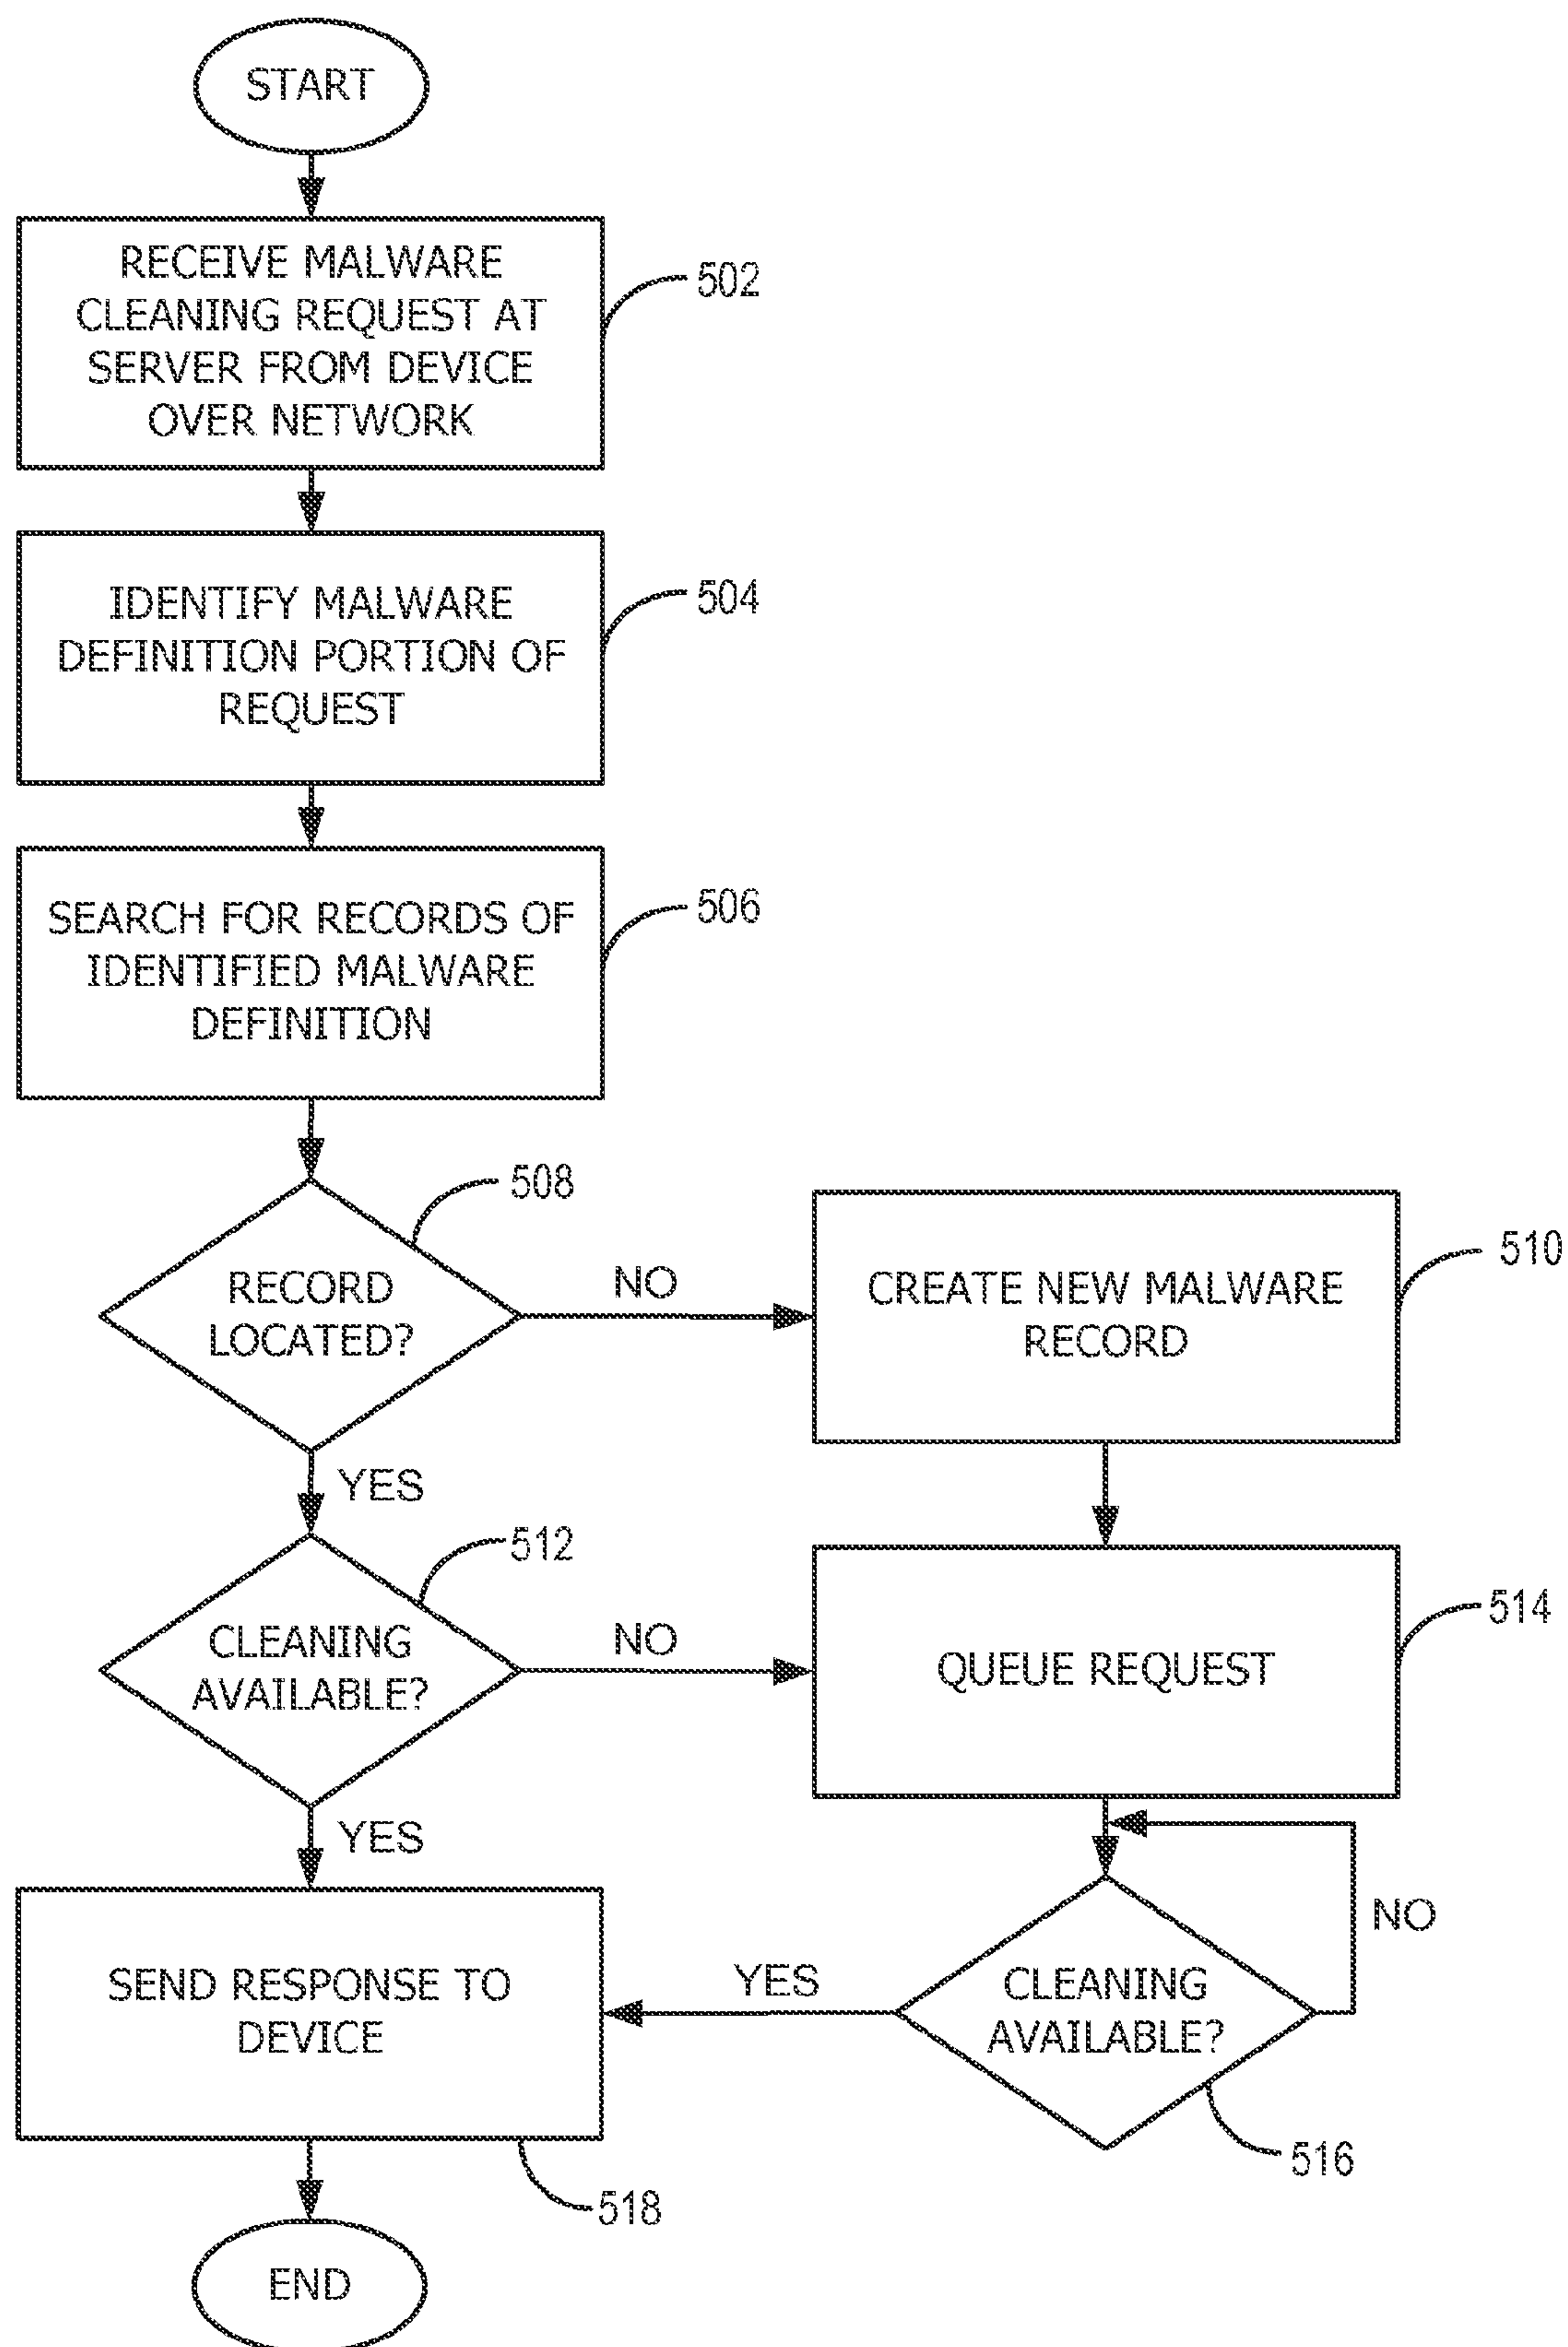 START
RECEIVE MALWARE
CLEANING REQUEST AT
SERVER FROM DEVICE
OVER NETWORK
502
IDENTIFY MALWARE
DEFINITION PORTION OF
REQUEST
504
SEARCH FOR RECORDS OF
IDENTIFIED MALWARE
DEFINITION
506
508
RECORD
LOCATED?
NO
CREATE NEW MALWARE
RECORD
510
YES
512
CLEANING
AVAILABLE?
NO
QUEUE REQUEST
514
YES
SEND RESPONSE TO
DEVICE
YES
CLEANING
AVAILABLE?
NO
516
518
END